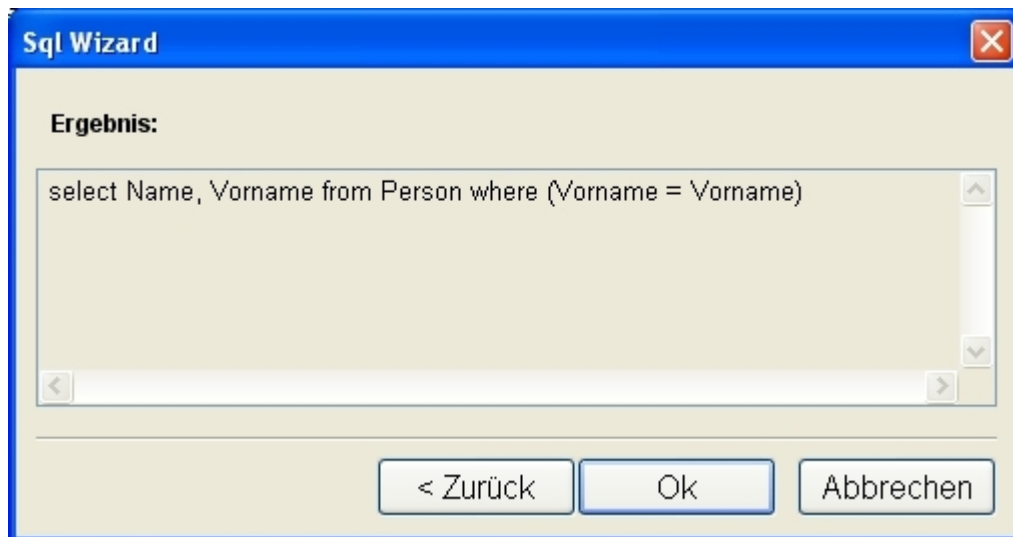 Sql Wizard
Ergebnis:
select Name, Vorname from Person where (Vorname = Vorname)
< Zurück
Ok
Abbrechen